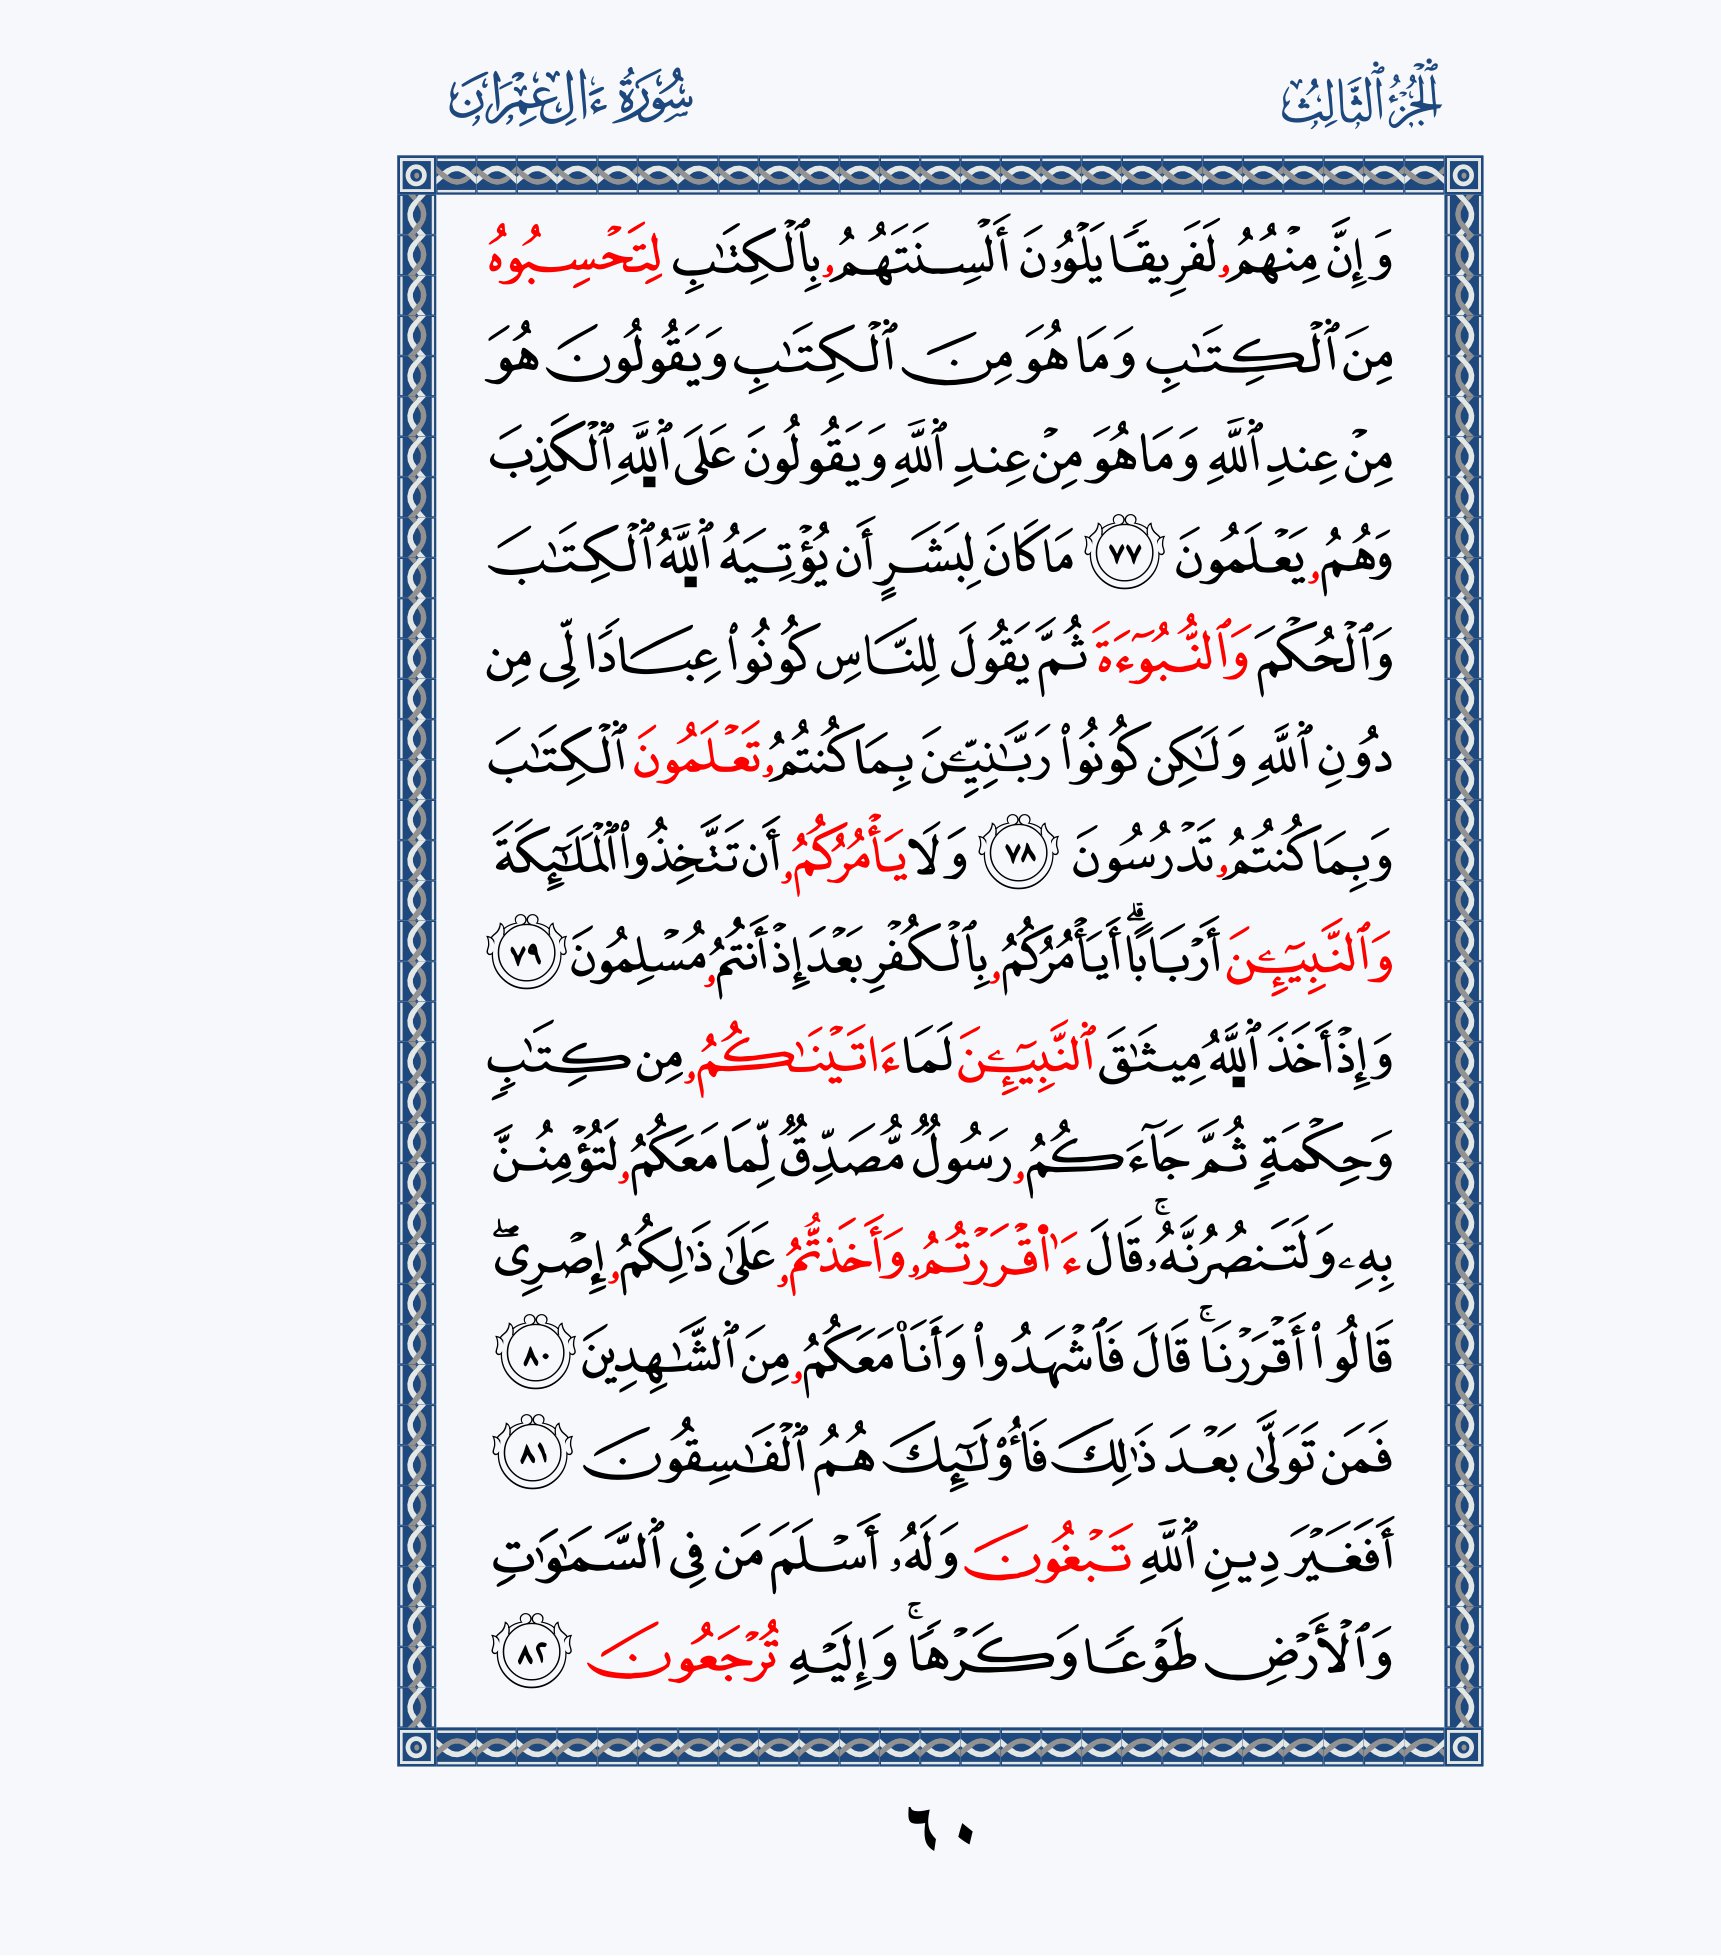 ٱلْجُزْءُ ٱلثَّالِثُ
سُورَةُ ءَالِ عِمْرَانَ
وَإِنَّ مِنْهُمُۥ لَفَرِيقًا يَلْوُۥنَ أَلْسِنَتَهُمُۥ بِٱلْكِتَٰبِ لِتَحْسِبُوهُ
مِنَ ٱلْكِتَٰبِ وَمَا هُوَ مِنَ ٱلْكِتَٰبِ وَيَقُولُونَ هُوَ
مِنْ عِندِ ٱللَّهِ وَمَا هُوَ مِنْ عِندِ ٱللَّهِ وَيَقُولُونَ عَلَى ٱللَّهِ ٱلْكَذِبَ
وَهُمُۥ يَعْلَمُونَ ٧٧ مَا كَانَ لِبَشَرٍ أَن يُؤْتِيَهُ ٱللَّهُ ٱلْكِتَٰبَ
وَٱلْحُكْمَ وَٱلنُّبُوٓءَةَ ثُمَّ يَقُولَ لِلنَّاسِ كُونُوا۟ عِبَادًا لِّى مِن
دُونِ ٱللَّهِ وَلَٰكِن كُونُوا۟ رَبَّٰنِيِّۦنَ بِمَا كُنتُمُۥ تَعْلَمُونَ ٱلْكِتَٰبَ
وَبِمَا كُنتُمُۥ تَدْرُسُونَ ٧٨ وَلَا يَأْمُرُكُمُۥ أَن تَتَّخِذُوا۟ ٱلْمَلَٰٓئِكَةَ
وَٱلنَّبِيٓـِٔۦنَ أَرْبَابًا ۗ أَيَأْمُرُكُمُۥ بِٱلْكُفْرِ بَعْدَ إِذْ أَنتُمُۥ مُسْلِمُونَ ٧٩
وَإِذْ أَخَذَ ٱللَّهُ مِيثَٰقَ ٱلنَّبِيٓـِٔۦنَ لَمَا ءَاتَيْنَٰكُمُۥ مِن كِتَٰبٍ
وَحِكْمَةٍ ثُمَّ جَآءَكُمُۥ رَسُولٌ مُّصَدِّقٌ لِّمَا مَعَكُمُۥ لَتُؤْمِنُنَّ
بِهِۦ وَلَتَنصُرُنَّهُۥ ۚ قَالَ ءَا۬قْرَرْتُمُۥ وَأَخَذتُّمُۥ عَلَىٰ ذَٰلِكُمُۥ إِصْرِى ۖ
قَالُوا۟ أَقْرَرْنَا ۚ قَالَ فَٱشْهَدُوا۟ وَأَنَا۠ مَعَكُمُۥ مِنَ ٱلشَّٰهِدِينَ ٨٠
فَمَن تَوَلَّىٰ بَعْدَ ذَٰلِكَ فَأُو۟لَٰٓئِكَ هُمُ ٱلْفَٰسِقُونَ ٨١
أَفَغَيْرَ دِينِ ٱللَّهِ تَبْغُونَ وَلَهُۥ أَسْلَمَ مَن فِى ٱلسَّمَٰوَٰتِ
وَٱلْأَرْضِ طَوْعًا وَكَرْهًا ۚ وَإِلَيْهِ تُرْجَعُونَ ٨٢
٦٠